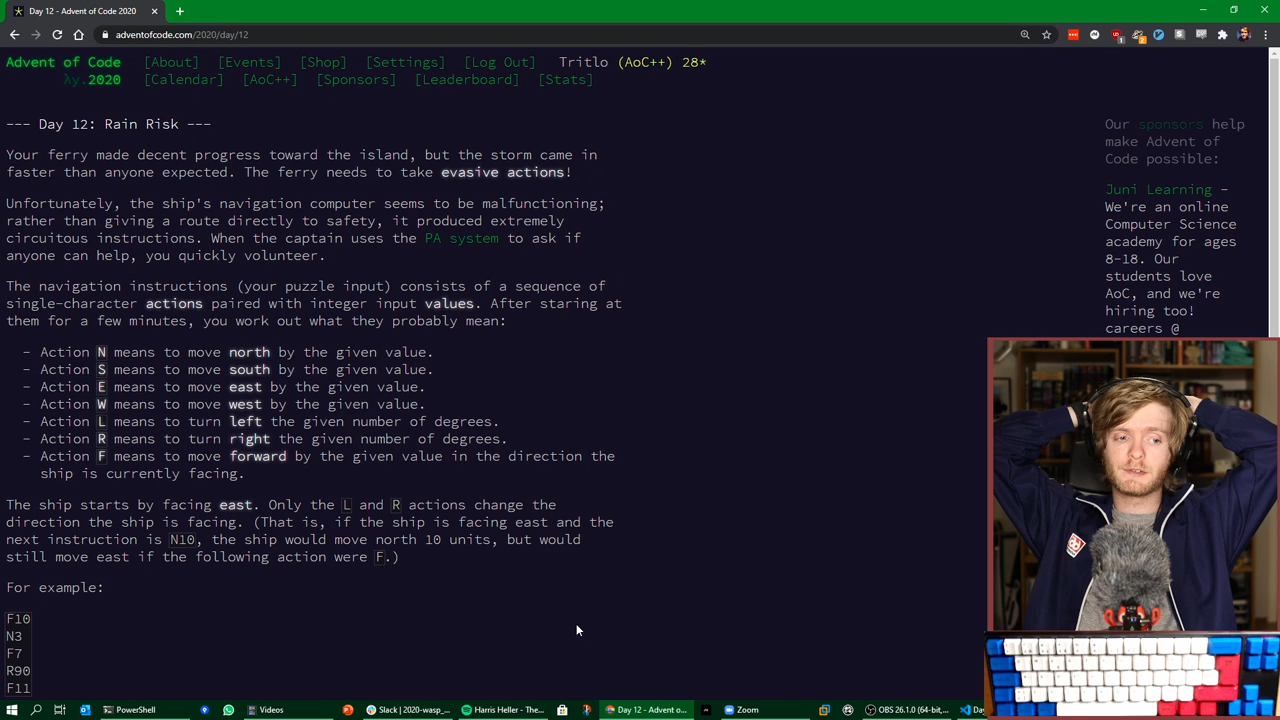 Day 12 - Advent of Code 2020
adventofcode.com/2020/day/12
Advent of Code [About] [Events] [Shop] [Settings] [Log Out] Tritlo (AoC++) 28*
λy.2020 [Calendar] [AoC++] [Sponsors] [Leaderboard] [Stats]
--- Day 12: Rain Risk ---
Your ferry made decent progress toward the island, but the storm came in
faster than anyone expected. The ferry needs to take evasive actions!
Unfortunately, the ship's navigation computer seems to be malfunctioning;
rather than giving a route directly to safety, it produced extremely
circuitous instructions. When the captain uses the PA system to ask if
anyone can help, you quickly volunteer.
The navigation instructions (your puzzle input) consists of a sequence of
single-character actions paired with integer input values. After staring at
them for a few minutes, you work out what they probably mean:
- Action N means to move north by the given value.
- Action S means to move south by the given value.
- Action E means to move east by the given value.
- Action W means to move west by the given value.
- Action L means to turn left the given number of degrees.
- Action R means to turn right the given number of degrees.
- Action F means to move forward by the given value in the direction the
ship is currently facing.
The ship starts by facing east. Only the L and R actions change the
direction the ship is facing. (That is, if the ship is facing east and the
next instruction is N10, the ship would move north 10 units, but would
still move east if the following action were F.)
For example:
F10
N3
F7
R90
F11
Our sponsors help
make Advent of
Code possible:
Juni Learning -
We're an online
Computer Science
academy for ages
8-18. Our
students love
AoC, and we're
hiring too!
careers @
PowerShell
Videos
Slack | 2020-wasp_...
Harris Heller - The...
Day 12 - Advent o...
Zoom
OBS 26.1.0 (64-bit,...